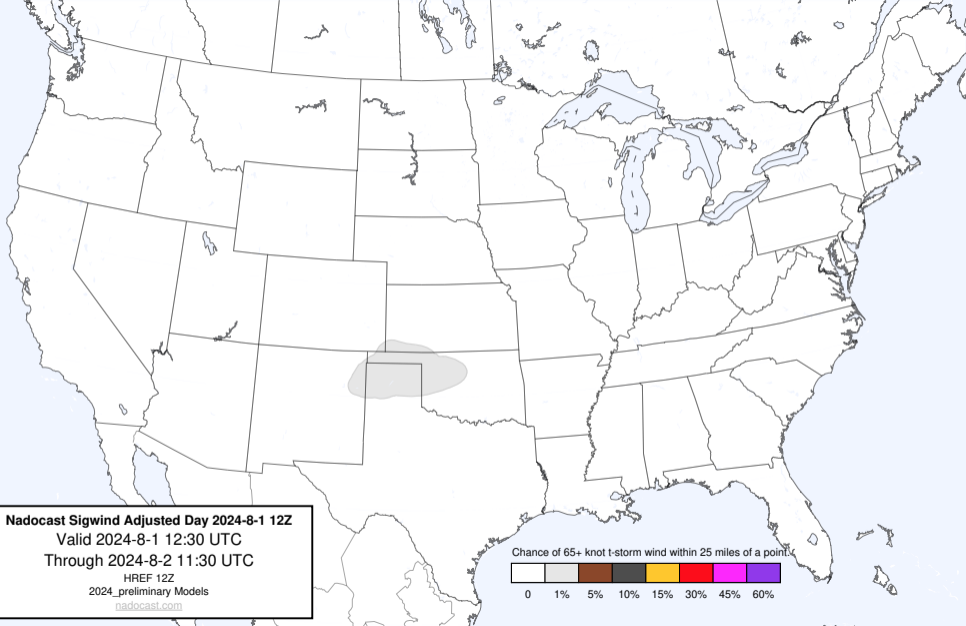 Nadocast Sigwind Adjusted Day 2024-8-1 12Z
Valid 2024-8-1 12:30 UTC
Through 2024-8-2 11:30 UTC
HREF 12Z
2024_preliminary Models
nadocast.com
Chance of 65+ knot t-storm wind within 25 miles of a point.
0 1% 5% 10% 15% 30% 45% 60%